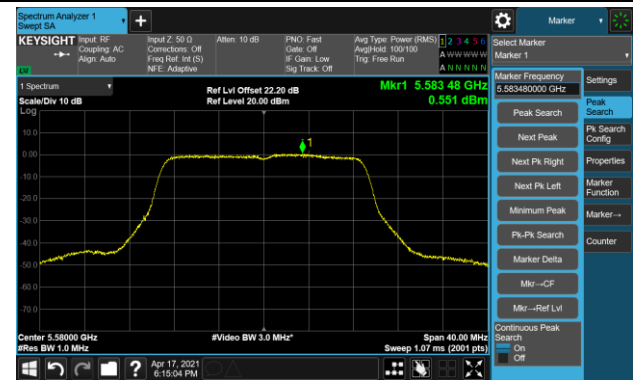 Spectrum Analyzer 1
Swept SA
Marker
KEYSIGHT
Input: RF
Coupling: AC
Align: Auto
Input Z: 50 Ω
Corrections: Off
Freq Ref: Int (S)
NFE: Adaptive
Atten: 10 dB
PNO: Fast
Gate: Off
IF Gain: Low
Sig Track: Off
Avg Type: Power (RMS)
Avg|Hold: 100/100
Trig: Free Run
1 2 3 4 5 6
A W W W W W
A N N N N N
Select Marker
Marker 1
1 Spectrum
Scale/Div 10 dB
Log
Ref Lvl Offset 22.20 dB
Ref Level 20.00 dBm
Mkr1 5.583 48 GHz
0.551 dBm
10.0
0.00
-10.0
-20.0
-30.0
-40.0
-50.0
-60.0
-70.0
1
Center 5.58000 GHz
#Res BW 1.0 MHz
#Video BW 3.0 MHz*
Span 40.00 MHz
Sweep 1.07 ms (2001 pts)
Marker Frequency
5.583480000 GHz
Peak Search
Next Peak
Next Pk Right
Next Pk Left
Minimum Peak
Pk-Pk Search
Marker Delta
Mkr→CF
Mkr→Ref Lvl
Continuous Peak
Search
On
Off
Settings
Peak
Search
Pk Search
Config
Properties
Marker
Function
Marker→
Counter
?
Apr 17, 2021
6:15:04 PM